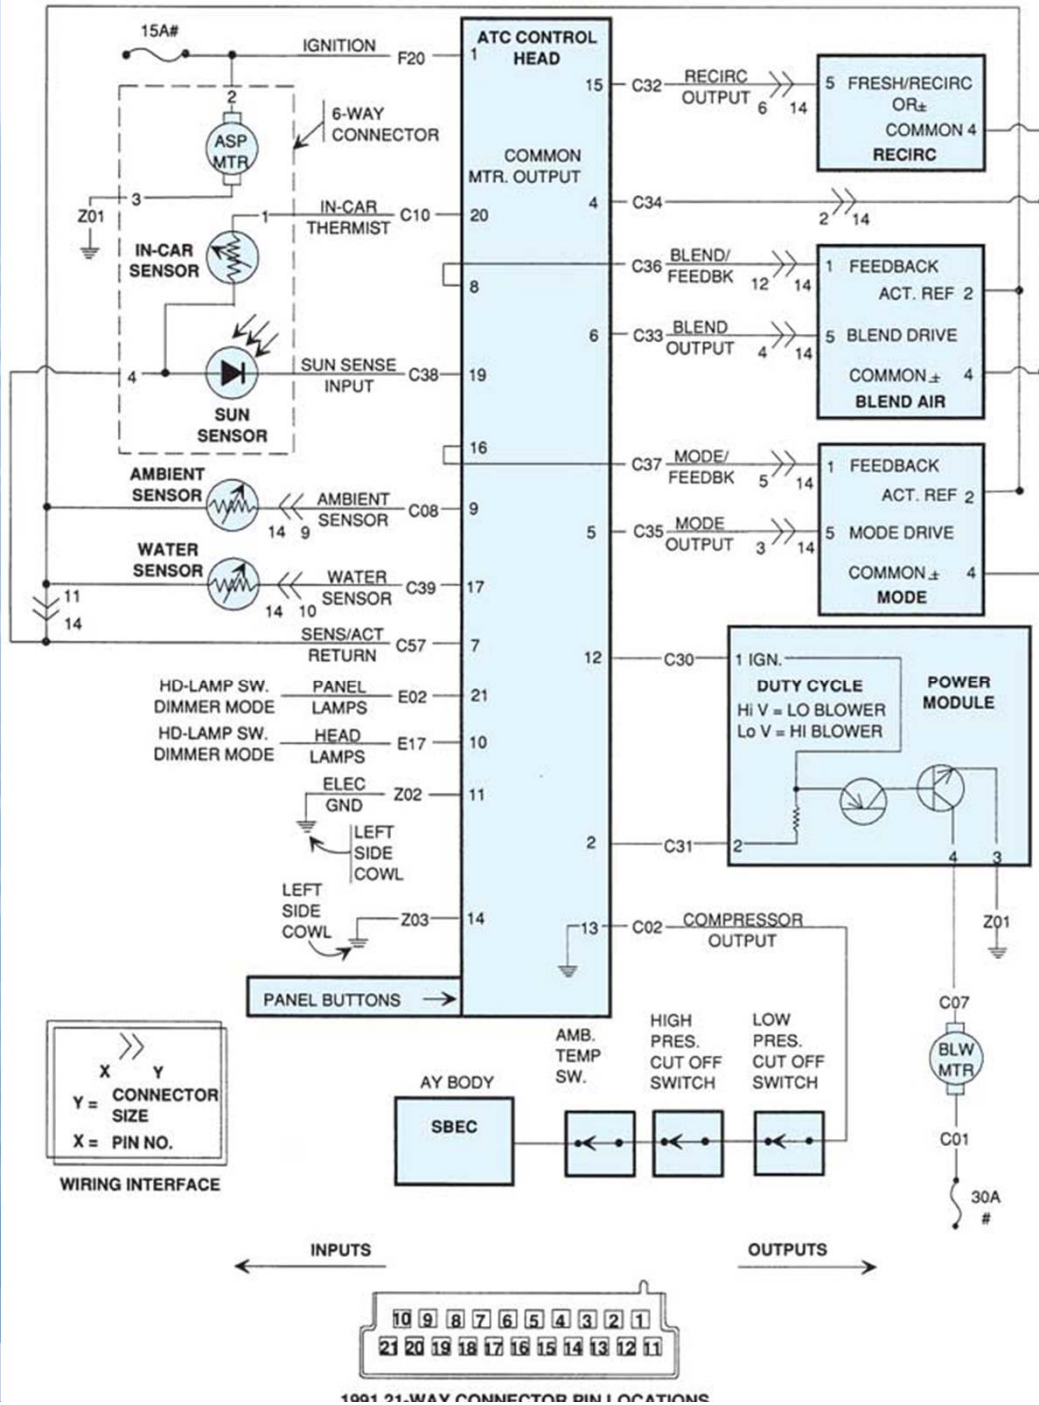 15A#
IGNITION
F20
1
ATC CONTROL
HEAD
15
C32
RECIRC
OUTPUT
6
14
5 FRESH/RECIRC
OR±
COMMON 4
RECIRC
2
ASP
MTR
6-WAY
CONNECTOR
3
Z01
COMMON
MTR. OUTPUT
4
C34
2
14
1
IN-CAR
THERMIST
C10
20
IN-CAR
SENSOR
8
C36
BLEND/
FEEDBK
12
14
1 FEEDBACK
ACT. REF 2
6
C33
BLEND
OUTPUT
4
14
5 BLEND DRIVE
COMMON ± 4
BLEND AIR
4
SUN SENSE
INPUT
C38
19
SUN
SENSOR
16
C37
MODE/
FEEDBK
5
14
1 FEEDBACK
ACT. REF 2
AMBIENT
SENSOR
14
9
AMBIENT
SENSOR
C08
9
5
C35
MODE
OUTPUT
3
14
5 MODE DRIVE
COMMON ± 4
MODE
WATER
SENSOR
14
10
WATER
SENSOR
C39
17
11
14
SENS/ACT
RETURN
C57
7
12
C30
1 IGN.
DUTY CYCLE
Hi V = LO BLOWER
Lo V = HI BLOWER
POWER
MODULE
HD-LAMP SW.
DIMMER MODE
PANEL
LAMPS
E02
21
HD-LAMP SW.
DIMMER MODE
HEAD
LAMPS
E17
10
ELEC
GND
Z02
11
LEFT
SIDE
COWL
2
C31
2
4
3
LEFT
SIDE
COWL
Z03
14
13
C02
COMPRESSOR
OUTPUT
Z01
PANEL BUTTONS
C07
BLW
MTR
C01
30A
#
AMB.
TEMP
SW.
HIGH
PRES.
CUT OFF
SWITCH
LOW
PRES.
CUT OFF
SWITCH
AY BODY
SBEC
X Y
Y = CONNECTOR
SIZE
X = PIN NO.
WIRING INTERFACE
INPUTS
OUTPUTS
10 9 8 7 6 5 4 3 2 1
21 20 19 18 17 16 15 14 13 12 11
1991 21-WAY CONNECTOR PIN LOCATIONS